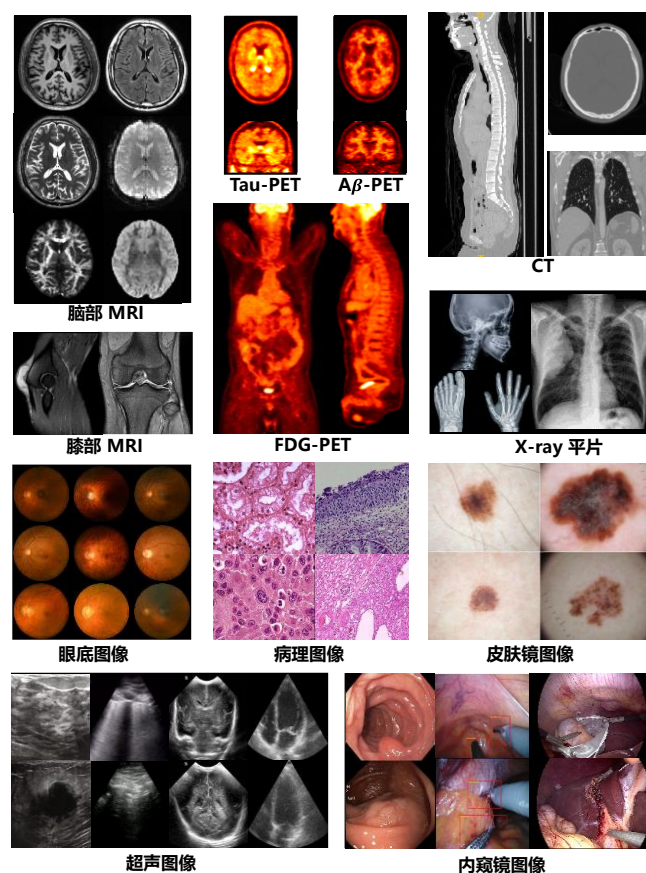 Tau-PET
Aβ-PET
CT
脑部 MRI
膝部 MRI
FDG-PET
X-ray 平片
眼底图像
病理图像
皮肤镜图像
超声图像
内窥镜图像